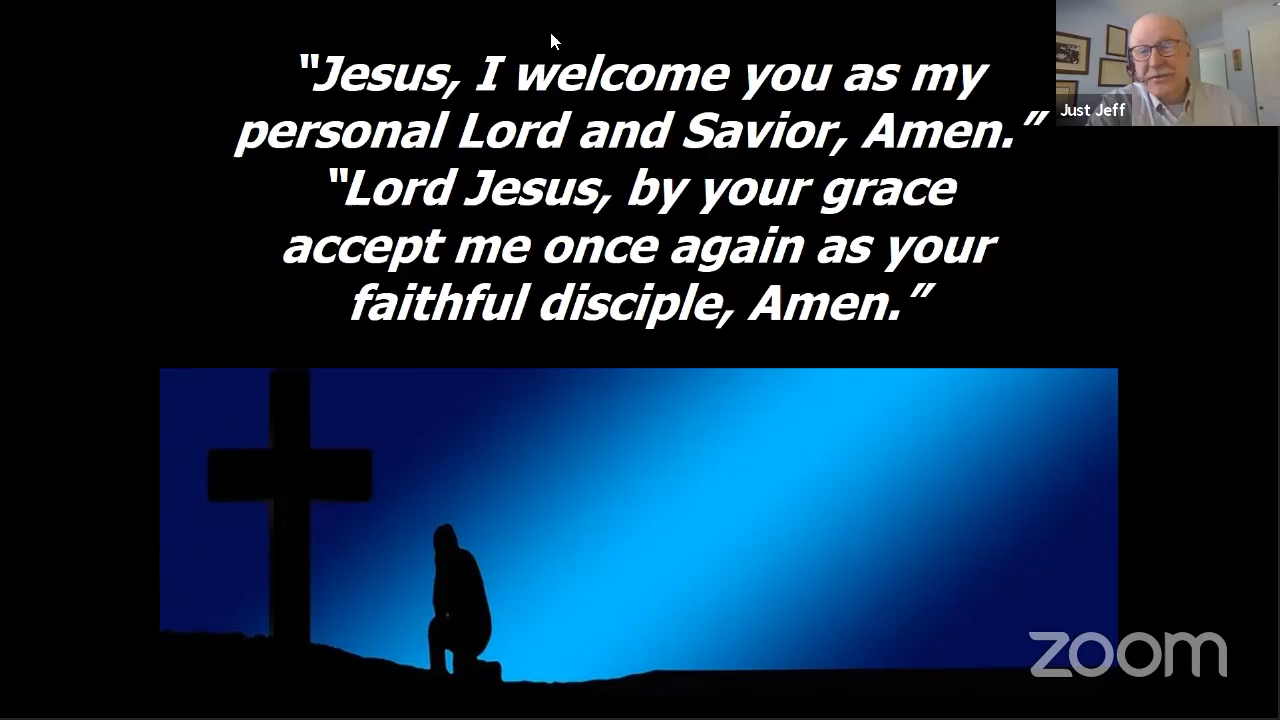 “Jesus, I welcome you as my
personal Lord and Savior, Amen.”
“Lord Jesus, by your grace
accept me once again as your
faithful disciple, Amen.”
Just Jeff
zoom